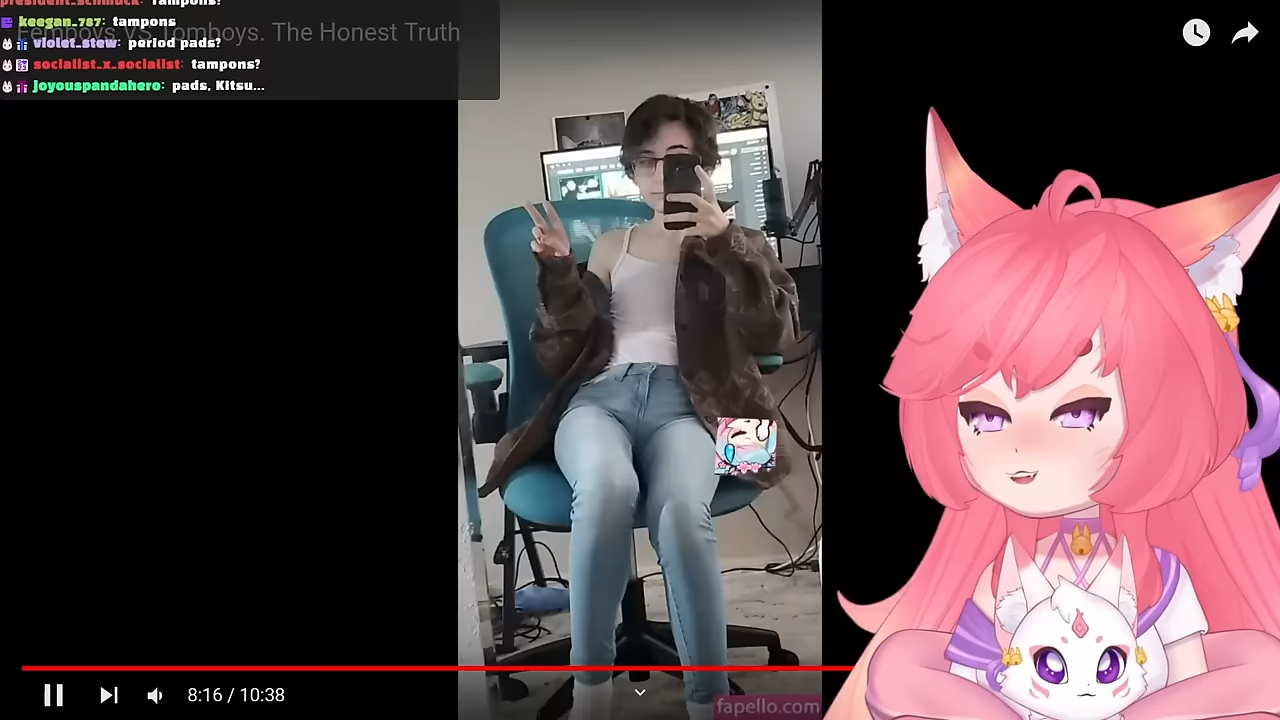 president_schmuck: Tampons?
keegan_787: tampons
Femboys VS Tomboys. The Honest Truth
violet_stew: period pads?
socialist_x_socialist: tampons?
joyouspandahero: pads, Kitsu...
8:16 / 10:38
fapello.com